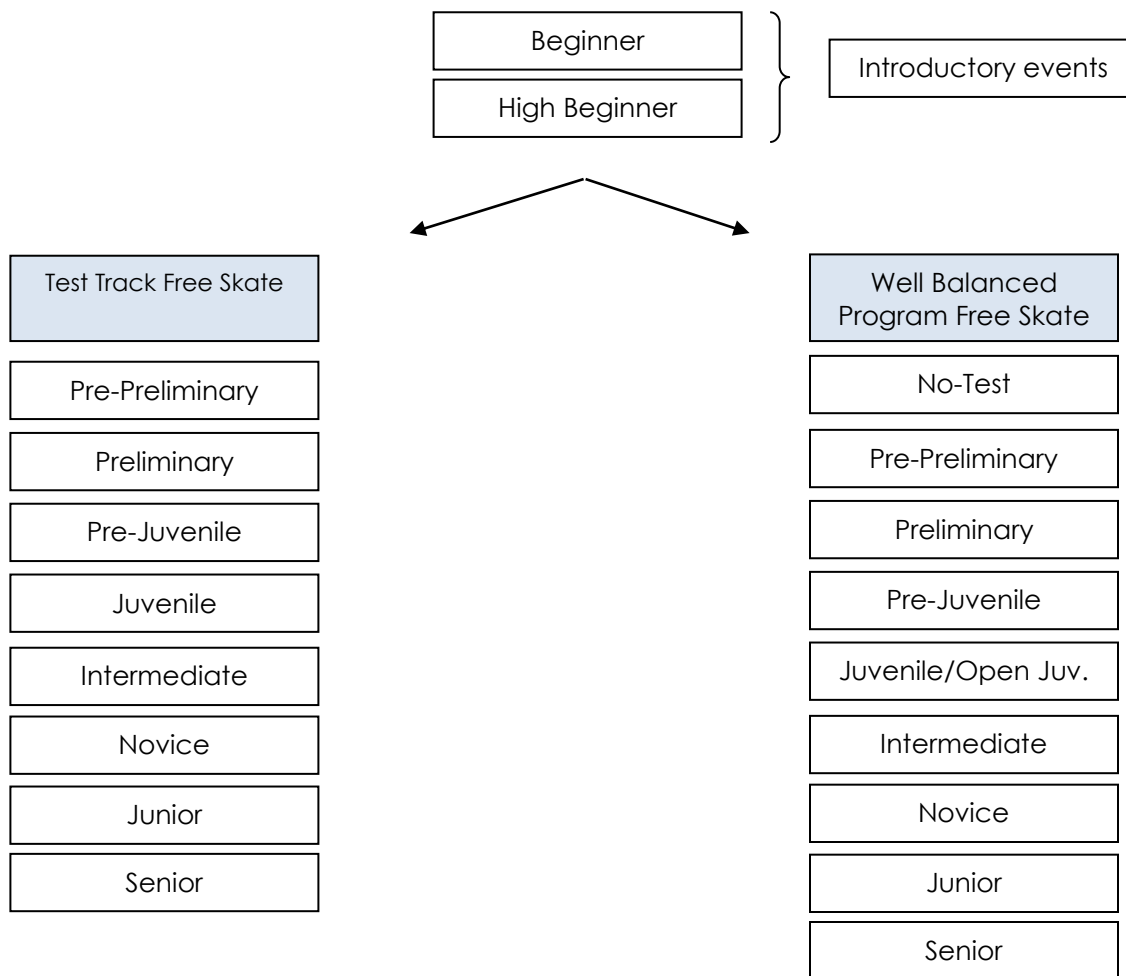 Beginner
High Beginner
Introductory events
Test Track Free Skate
Pre-Preliminary
Preliminary
Pre-Juvenile
Juvenile
Intermediate
Novice
Junior
Senior
Well Balanced
Program Free Skate
No-Test
Pre-Preliminary
Preliminary
Pre-Juvenile
Juvenile/Open Juv.
Intermediate
Novice
Junior
Senior